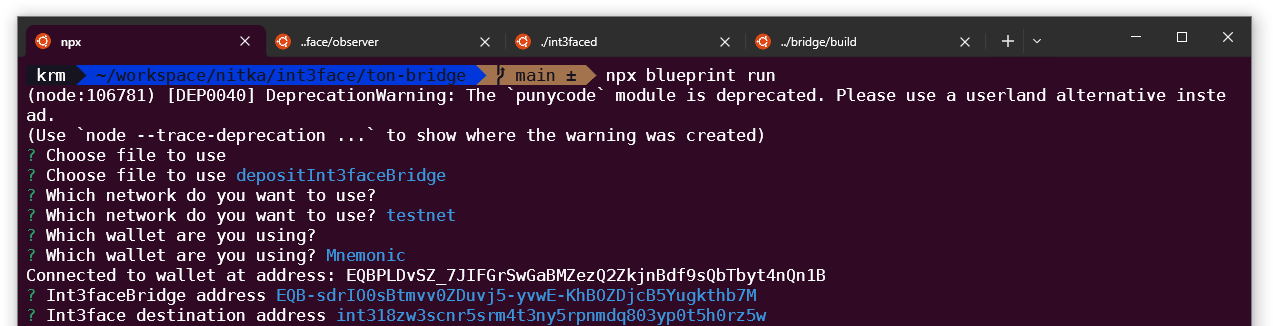 npx
..face/observer
./int3faced
../bridge/build
krm ~/workspace/nitka/int3face/ton-bridge main ± npx blueprint run
(node:106781) [DEP0040] DeprecationWarning: The `punycode` module is deprecated. Please use a userland alternative inste
ad.
(Use `node --trace-deprecation ...` to show where the warning was created)
? Choose file to use
? Choose file to use depositInt3faceBridge
? Which network do you want to use?
? Which network do you want to use? testnet
? Which wallet are you using?
? Which wallet are you using? Mnemonic
Connected to wallet at address: EQBPLDvSZ_7JIFGrSwGaBMZezQ2ZkjnBdf9sQbTbyt4nQn1B
? Int3faceBridge address EQB-sdrIO0sBtmvv0ZDuvj5-yvwE-KhBOZDjcB5Yugkthb7M
? Int3face destination address int318zw3scnr5srm4t3ny5rpnmdq803yp0t5h0rz5w